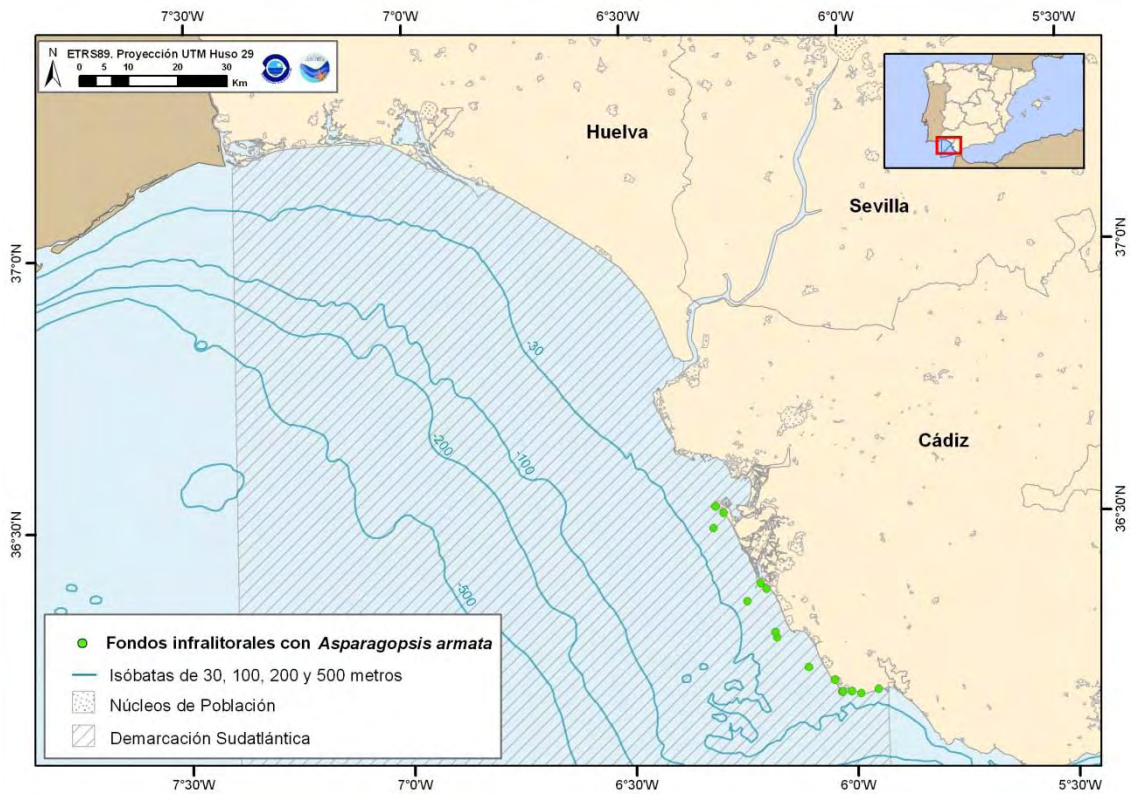 7°30'W 7°0'W 6°30'W 6°0'W 5°30'W
ETRS89. Proyección UTM Huso 29
N
0 5 10 20 30
Km
Huelva
Sevilla
37°0'N
37°0'N
-30
Cádiz
-100
-200
36°30'N
36°30'N
-500
Fondos infralitorales con Asparagopsis armata
Isóbatas de 30, 100, 200 y 500 metros
Núcleos de Población
Demarcación Sudatlántica
7°30'W 7°0'W 6°30'W 6°0'W 5°30'W